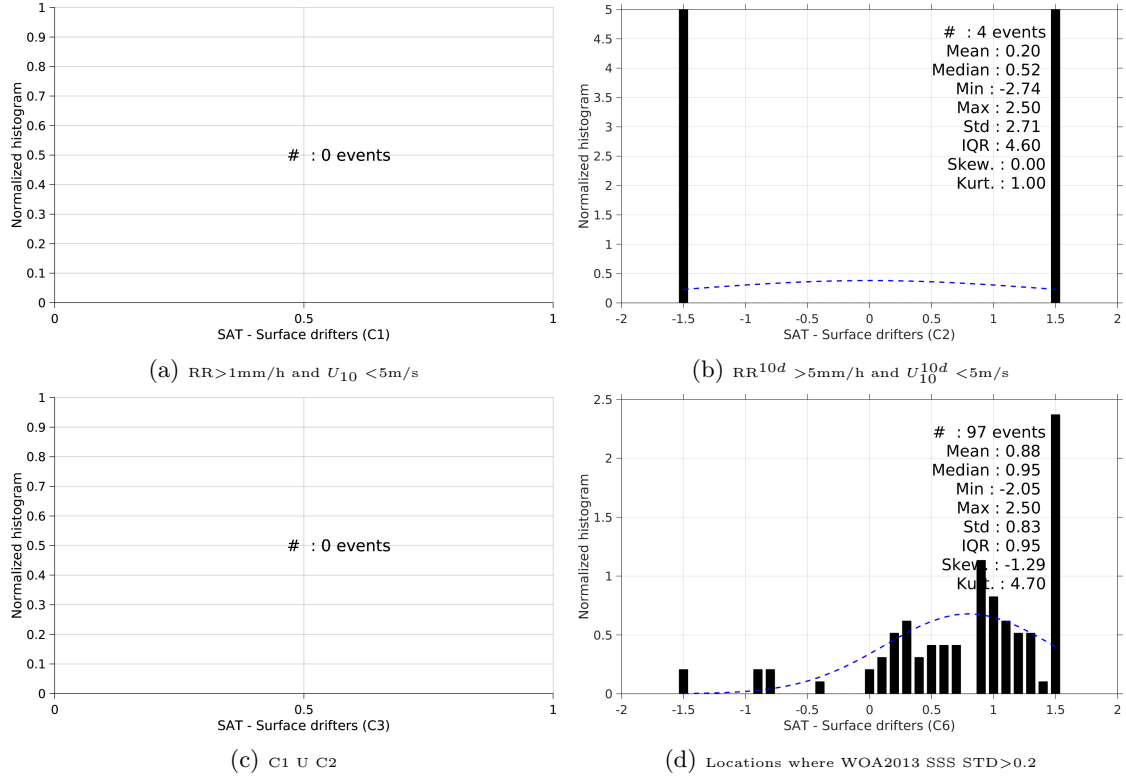 1
0.9
0.8
0.7
0.6
0.5
0.4
0.3
0.2
0.1
0
Normalized histogram
# : 0 events
0 0.5 1
SAT - Surface drifters (C1)
(a) RR>1mm/h and U10 <5m/s
5
4.5
4
3.5
3
2.5
2
1.5
1
0.5
0
Normalized histogram
# : 4 events
Mean : 0.20
Median : 0.52
Min : -2.74
Max : 2.50
Std : 2.71
IQR : 4.60
Skew. : 0.00
Kurt. : 1.00
-2 -1.5 -1 -0.5 0 0.5 1 1.5 2
SAT - Surface drifters (C2)
(b) RR10d >5mm/h and U10d10 <5m/s
1
0.9
0.8
0.7
0.6
0.5
0.4
0.3
0.2
0.1
0
Normalized histogram
# : 0 events
0 0.5 1
SAT - Surface drifters (C3)
(c) C1 U C2
2.5
2
1.5
1
0.5
0
Normalized histogram
# : 97 events
Mean : 0.88
Median : 0.95
Min : -2.05
Max : 2.50
Std : 0.83
IQR : 0.95
Skew. : -1.29
Kurt. : 4.70
-2 -1.5 -1 -0.5 0 0.5 1 1.5 2
SAT - Surface drifters (C6)
(d) Locations where WOA2013 SSS STD>0.2